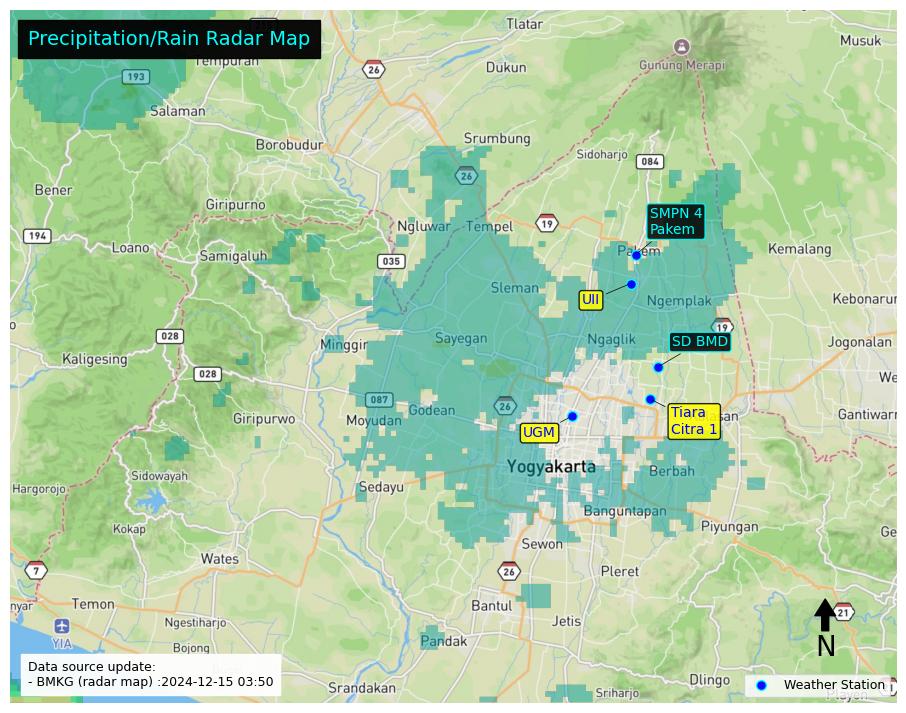 Precipitation/Rain Radar Map
Tlatar
Musuk
26
Tempuran
Dukun
Gunung Merapi
193
Salaman
Borobudur
Srumbung
Sidoharjo
084
26
Bener
Giripurno
SMPN 4
Pakem
194
Ngluwar
Tempel
19
Loano
Samigaluh
035
Pakem
Kemalang
Sleman
UII
Ngemplak
Kebonaru
19
028
Minggir
Sayegan
Ngaglik
SD BMD
Jogonalan
Kaligesing
028
We
087
Godean
26
Tiara
Citra 1
Gantiwarr
Giripurwo
Moyudan
UGM
Yogyakarta
Berbah
Sidowayah
Hargorojo
Sedayu
Banguntapan
Kokap
Piyungan
Ge
Sewon
Wates
7
26
Pleret
Temon
Bantul
21
nyar
Ngestiharjo
Jetis
YIA
Bojong
Pandak
N
Data source update:
- BMKG (radar map) :2024-12-15 03:50
Srandakan
Sriharjo
Dlingo
Weather Station